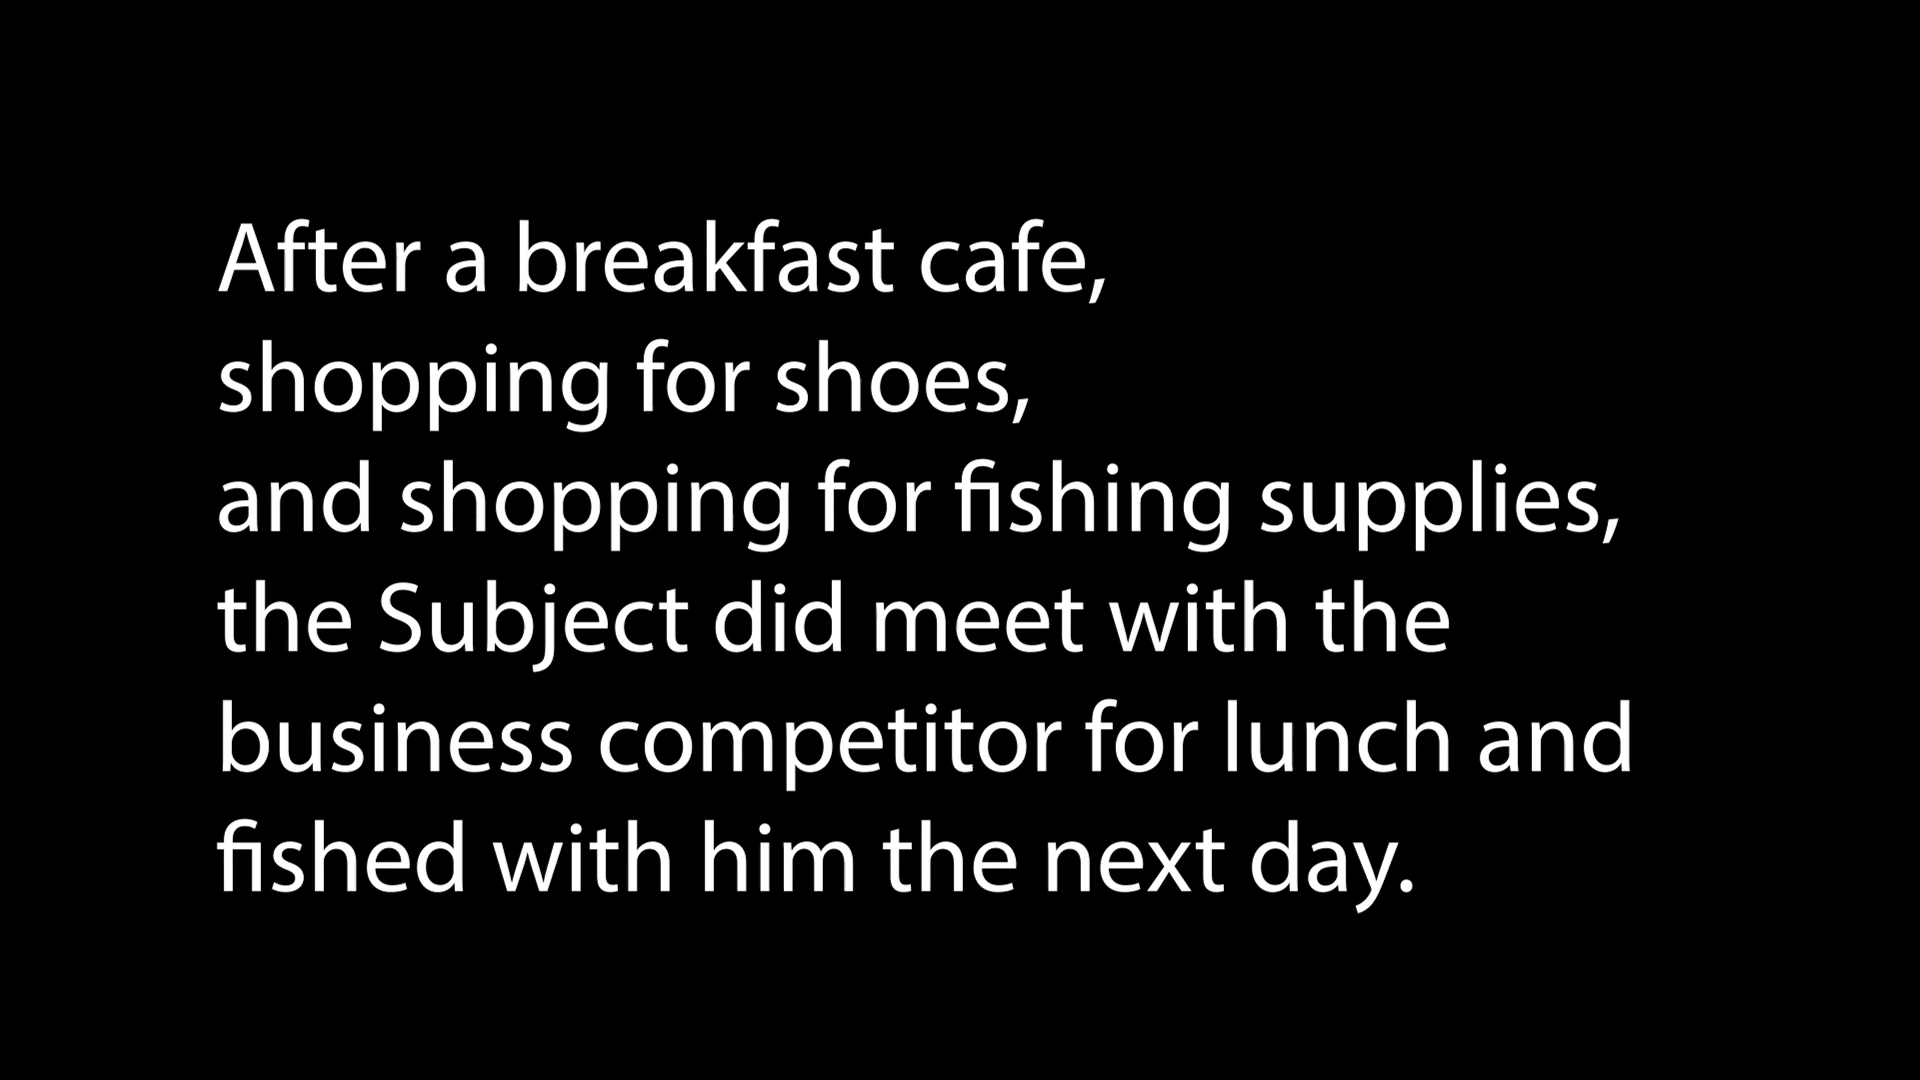 After a breakfast cafe,
shopping for shoes,
and shopping for fishing supplies,
the Subject did meet with the
business competitor for lunch and
fished with him the next day.